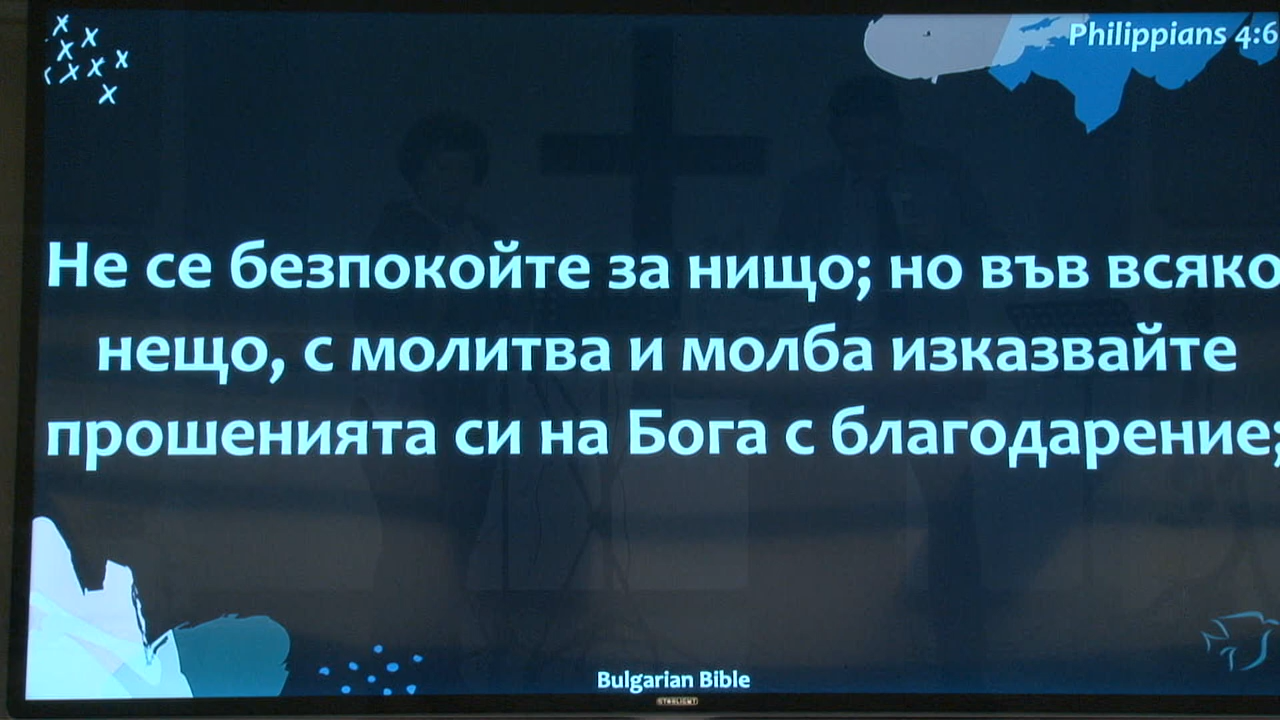 Philippians 4:6
Не се безпокойте за нищо; но във всяко
нещо, с молитва и молба изказвайте
прошенията си на Бога с благодарение;
Bulgarian Bible
STARLIGHT